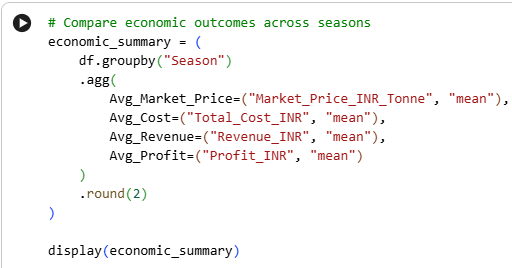 # Compare economic outcomes across seasons
economic_summary = (
    df.groupby("Season")
    .agg(
        Avg_Market_Price=("Market_Price_INR_Tonne", "mean"),
        Avg_Cost=("Total_Cost_INR", "mean"),
        Avg_Revenue=("Revenue_INR", "mean"),
        Avg_Profit=("Profit_INR", "mean")
    )
    .round(2)
)

display(economic_summary)